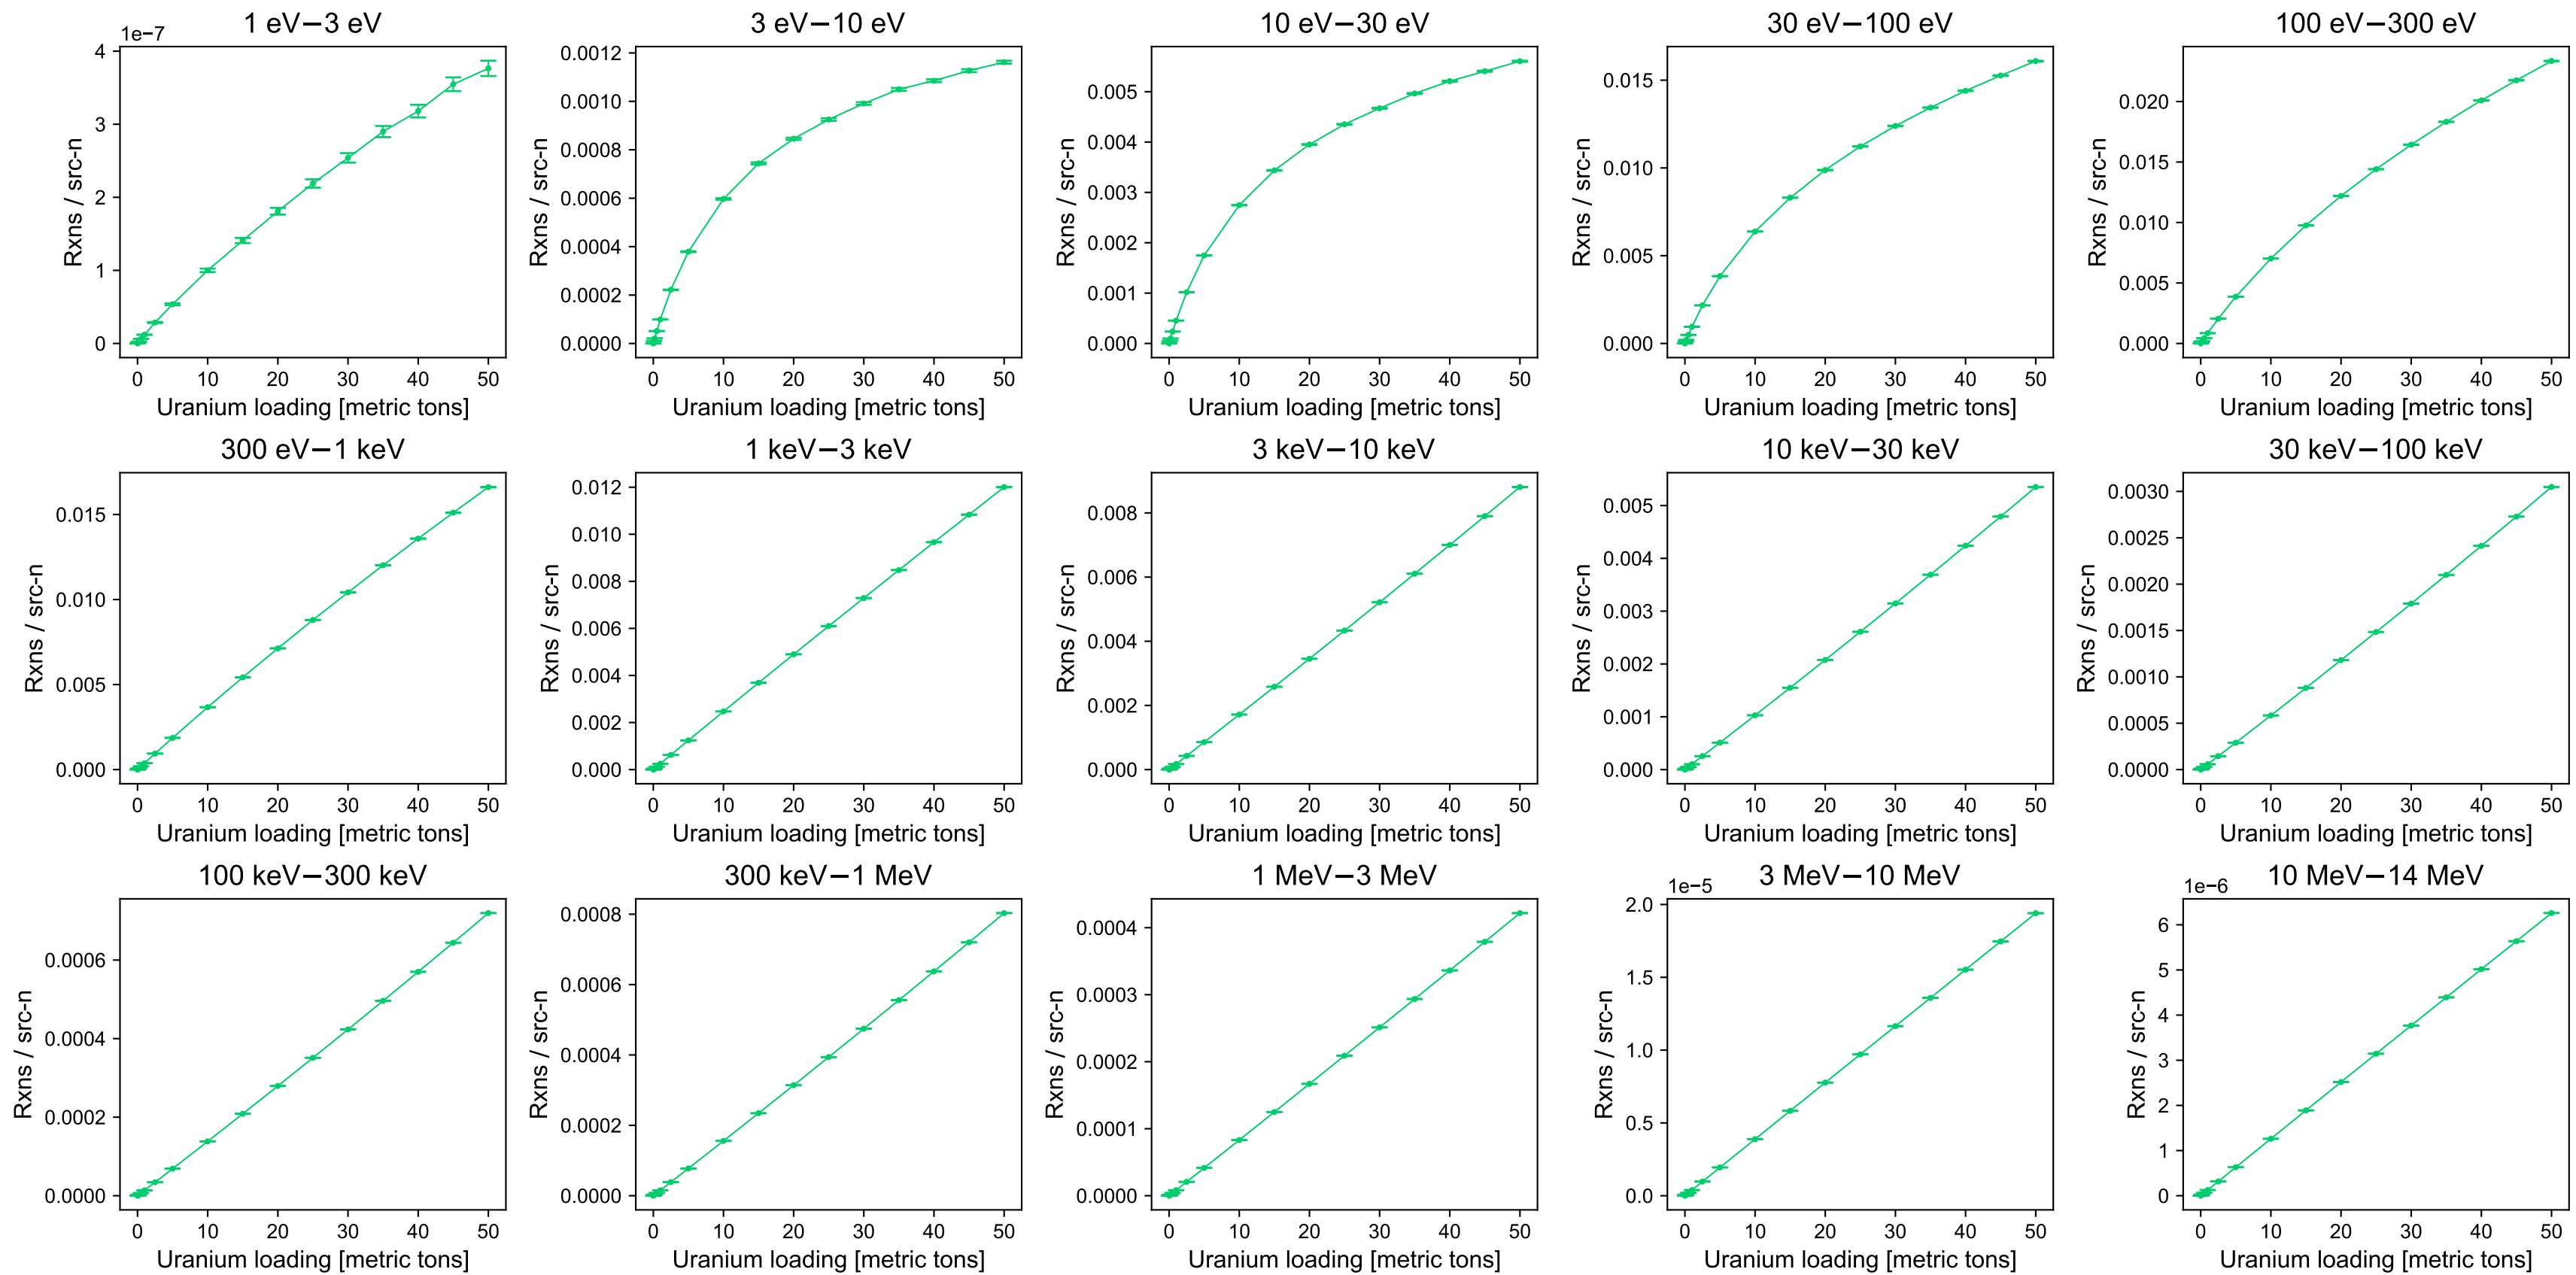 1 eV−3 eV
1e−7
4
3
2
1
0
Rxns / src-n
0 10 20 30 40 50
Uranium loading [metric tons]
3 eV−10 eV
0.0012
0.0010
0.0008
0.0006
0.0004
0.0002
0.0000
Rxns / src-n
0 10 20 30 40 50
Uranium loading [metric tons]
10 eV−30 eV
0.005
0.004
0.003
0.002
0.001
0.000
Rxns / src-n
0 10 20 30 40 50
Uranium loading [metric tons]
30 eV−100 eV
0.015
0.010
0.005
0.000
Rxns / src-n
0 10 20 30 40 50
Uranium loading [metric tons]
100 eV−300 eV
0.020
0.015
0.010
0.005
0.000
Rxns / src-n
0 10 20 30 40 50
Uranium loading [metric tons]
300 eV−1 keV
0.015
0.010
0.005
0.000
Rxns / src-n
0 10 20 30 40 50
Uranium loading [metric tons]
1 keV−3 keV
0.012
0.010
0.008
0.006
0.004
0.002
0.000
Rxns / src-n
0 10 20 30 40 50
Uranium loading [metric tons]
3 keV−10 keV
0.008
0.006
0.004
0.002
0.000
Rxns / src-n
0 10 20 30 40 50
Uranium loading [metric tons]
10 keV−30 keV
0.005
0.004
0.003
0.002
0.001
0.000
Rxns / src-n
0 10 20 30 40 50
Uranium loading [metric tons]
30 keV−100 keV
0.0030
0.0025
0.0020
0.0015
0.0010
0.0005
0.0000
Rxns / src-n
0 10 20 30 40 50
Uranium loading [metric tons]
100 keV−300 keV
0.0006
0.0004
0.0002
0.0000
Rxns / src-n
0 10 20 30 40 50
Uranium loading [metric tons]
300 keV−1 MeV
0.0008
0.0006
0.0004
0.0002
0.0000
Rxns / src-n
0 10 20 30 40 50
Uranium loading [metric tons]
1 MeV−3 MeV
0.0004
0.0003
0.0002
0.0001
0.0000
Rxns / src-n
0 10 20 30 40 50
Uranium loading [metric tons]
3 MeV−10 MeV
1e−5
2.0
1.5
1.0
0.5
0.0
Rxns / src-n
0 10 20 30 40 50
Uranium loading [metric tons]
10 MeV−14 MeV
1e−6
6
5
4
3
2
1
0
Rxns / src-n
0 10 20 30 40 50
Uranium loading [metric tons]